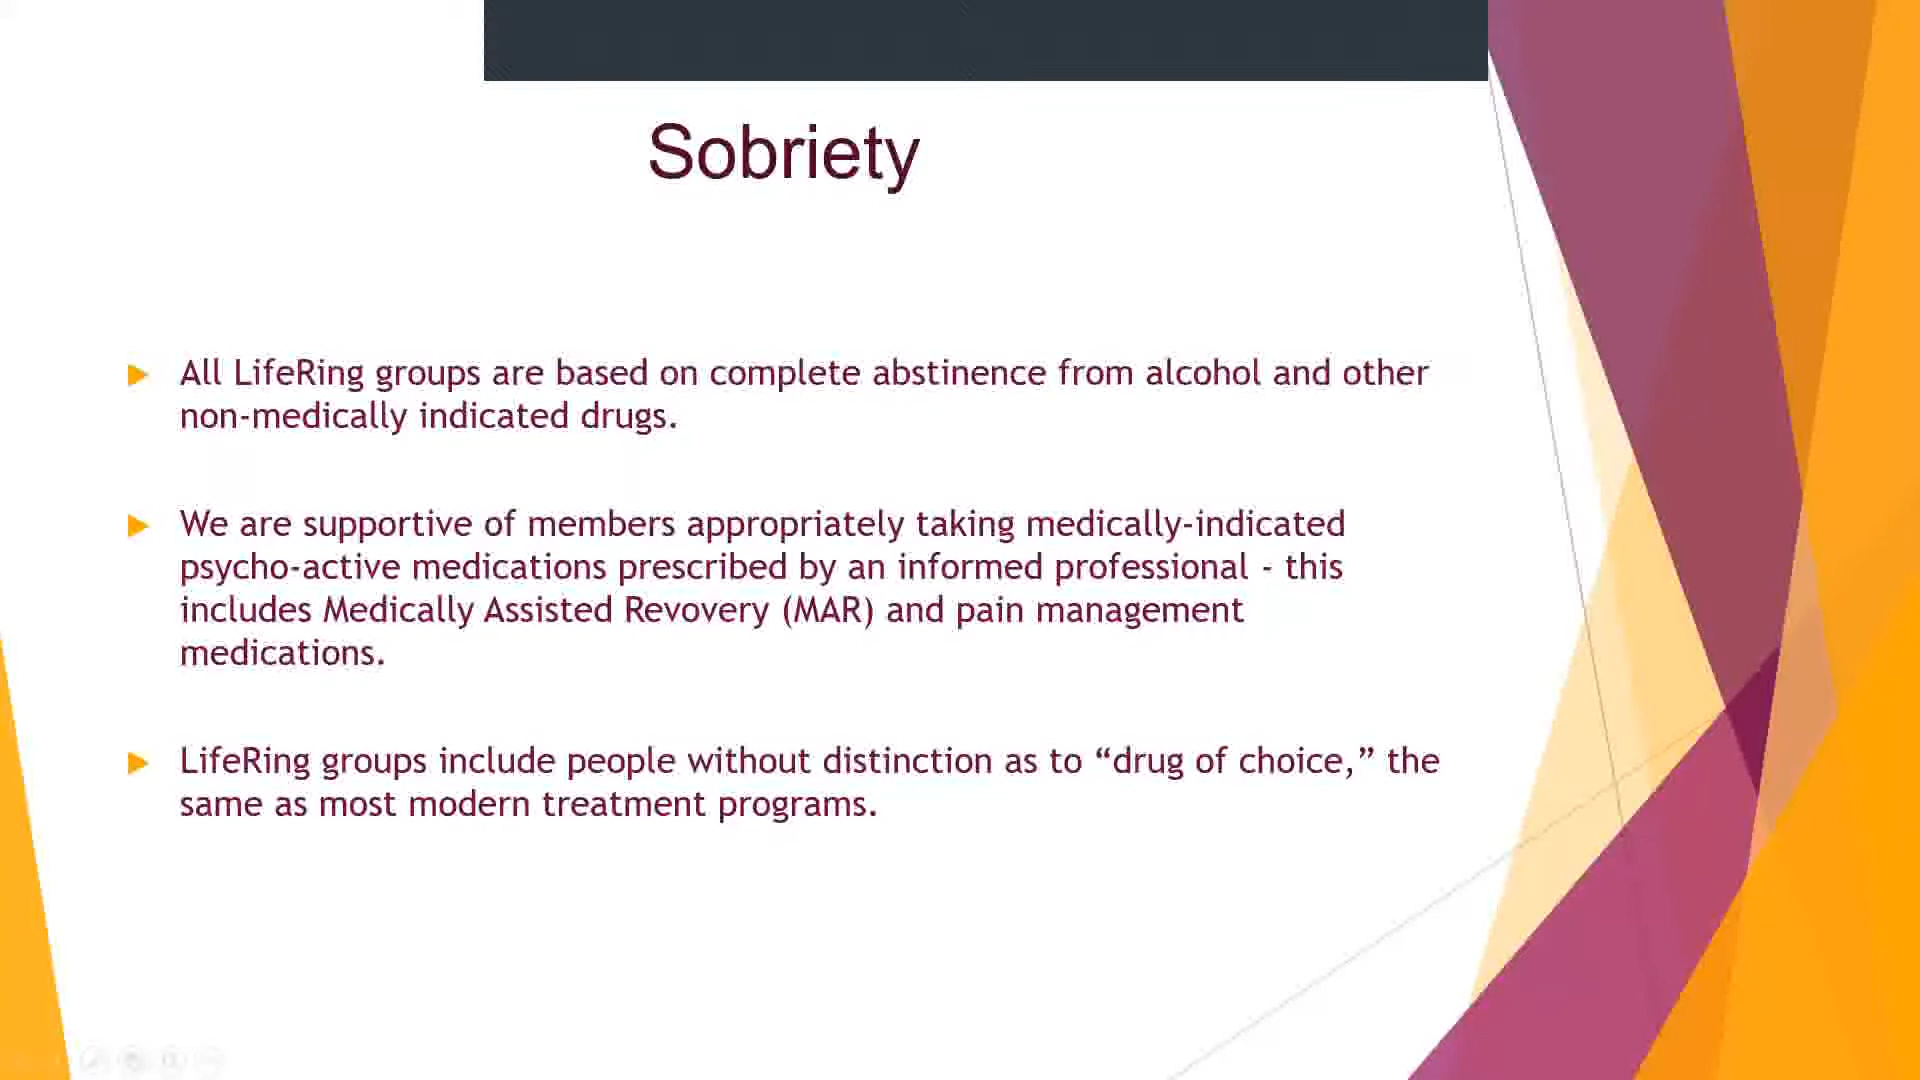 Sobriety
All LifeRing groups are based on complete abstinence from alcohol and other
non-medically indicated drugs.
We are supportive of members appropriately taking medically-indicated
psycho-active medications prescribed by an informed professional - this
includes Medically Assisted Revovery (MAR) and pain management
medications.
LifeRing groups include people without distinction as to “drug of choice,” the
same as most modern treatment programs.